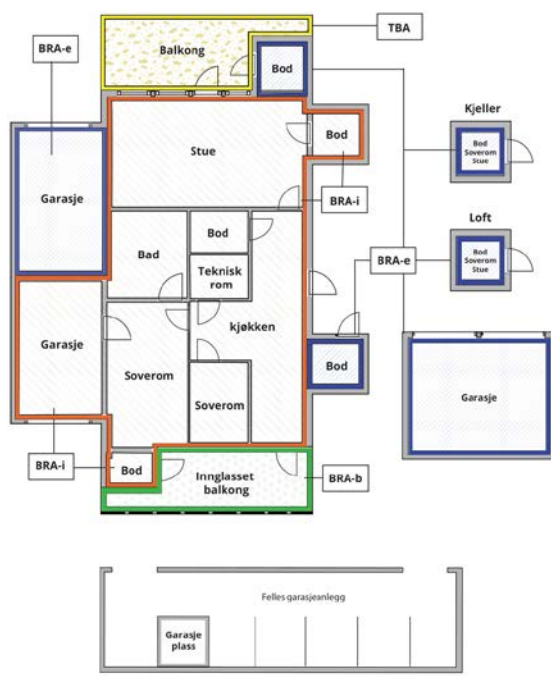 TBA
BRA-e
Balkong
Bod
Kjeller
Bod
Soverom
Stue
Stue
Bod
Garasje
BRA-i
Loft
Bod
Bad
Teknisk
rom
BRA-e
Bod
Soverom
Stue
Garasje
kjøkken
Soverom
Bod
Garasje
Soverom
BRA-i
Bod
Innglasset
balkong
BRA-b
Felles garasjeanlegg
Garasje
plass